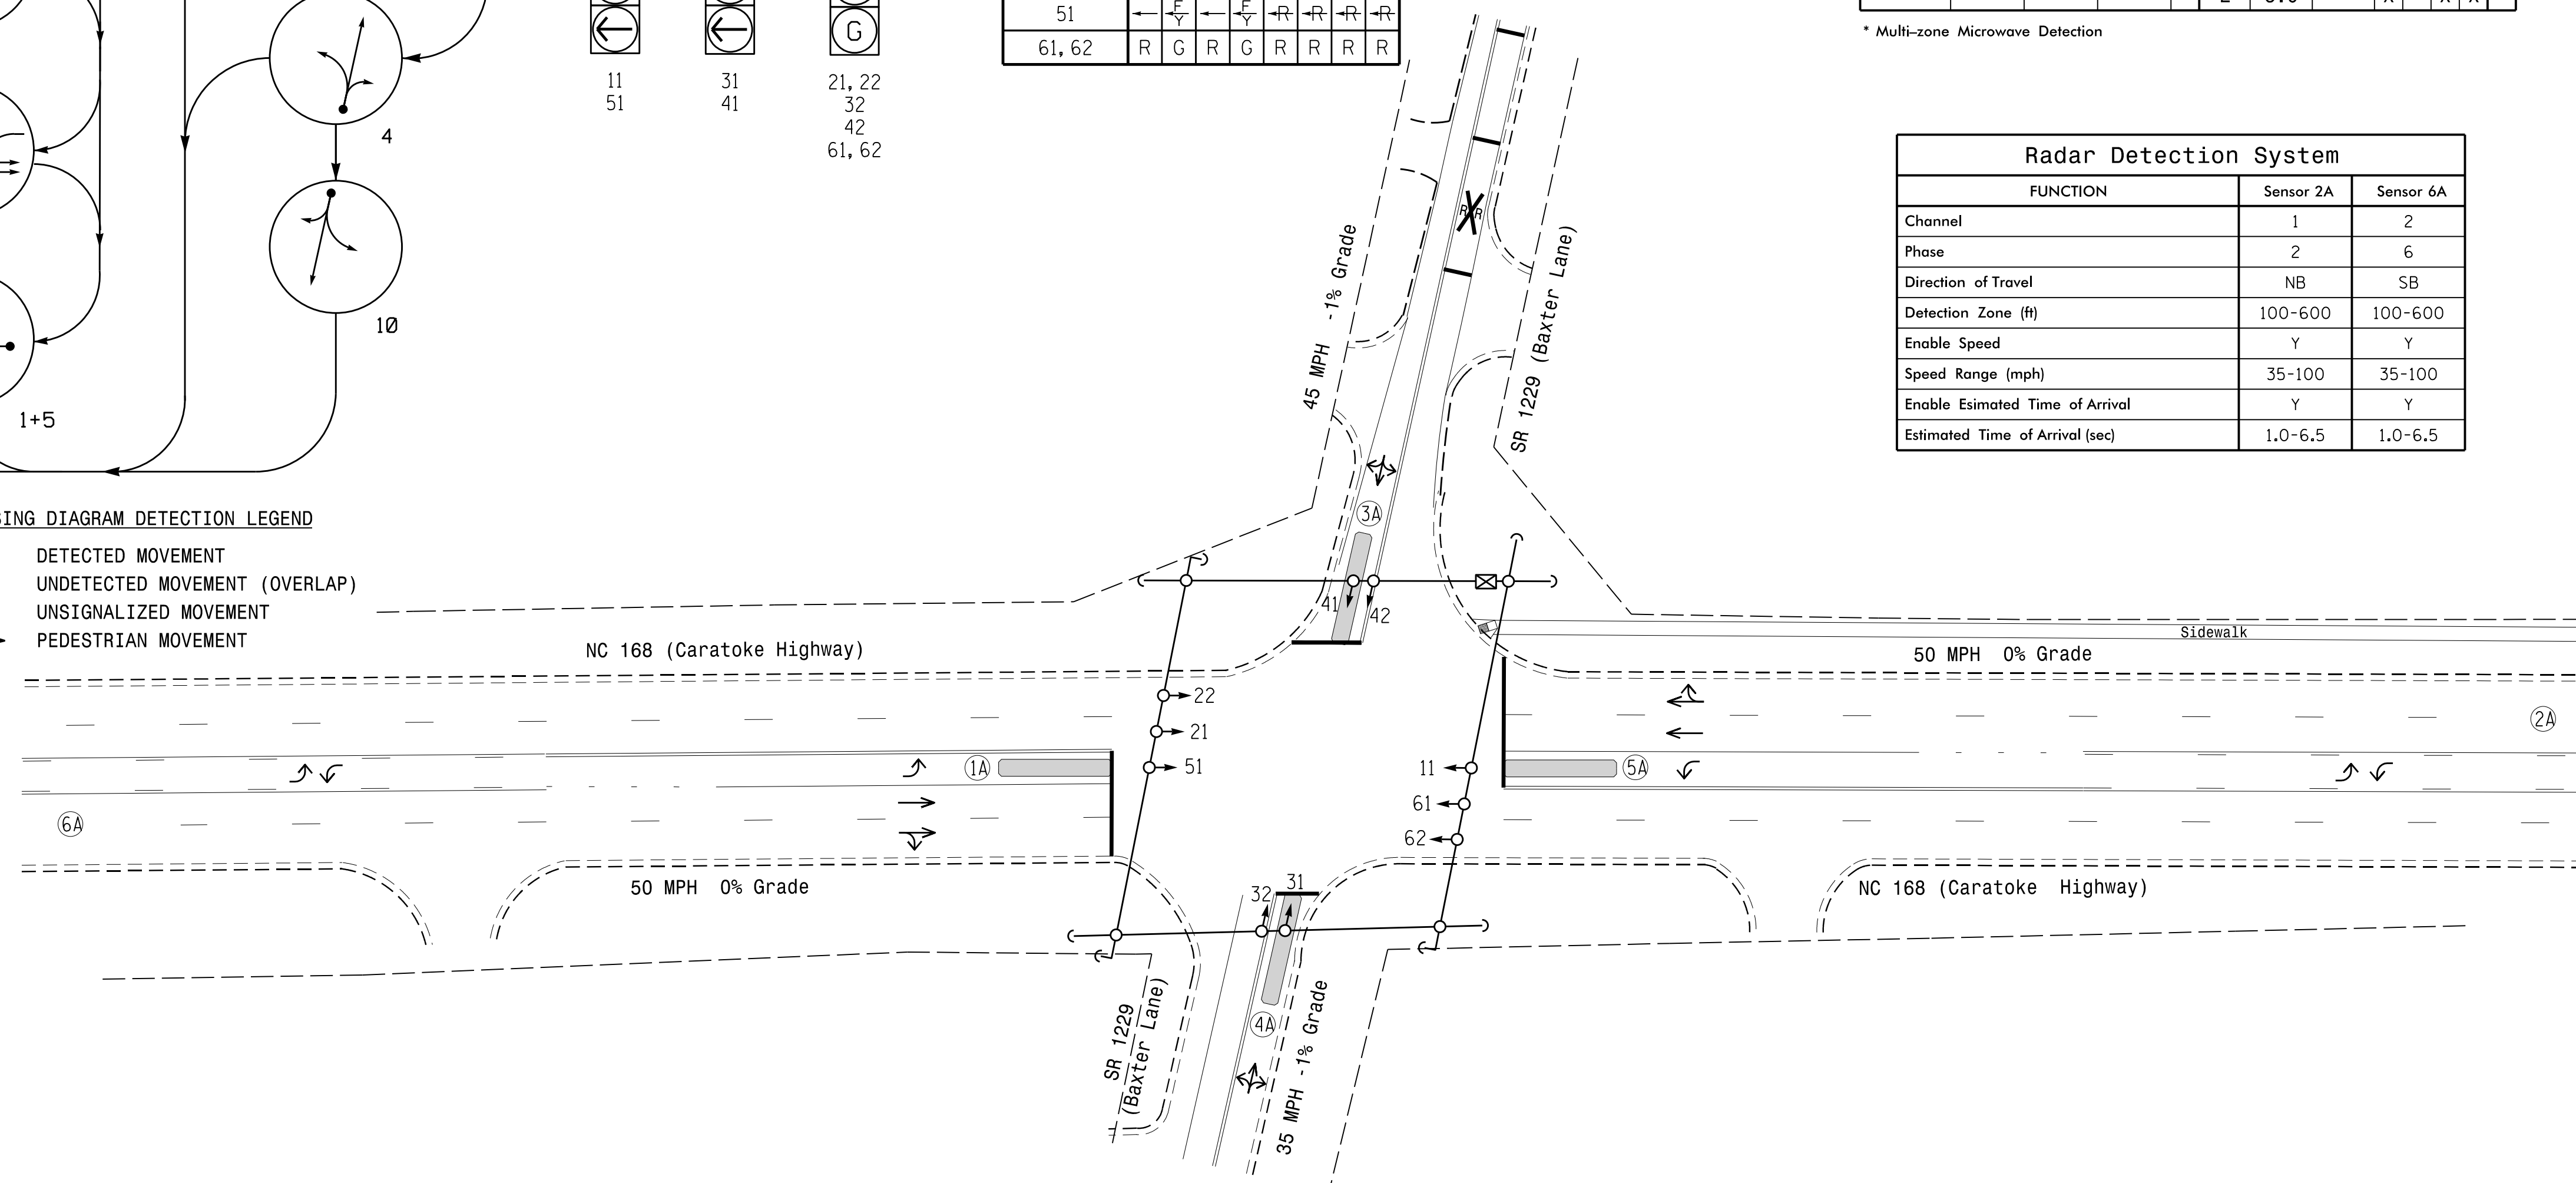 51
F
Y
F
Y
R
R
R
R
61, 62 R G R G R R R R
G
11
51
31
41
21, 22
32
42
61, 62
* Multi-zone Microwave Detection
4
10
1+5
Radar Detection System
FUNCTION Sensor 2A Sensor 6A
Channel 1 2
Phase 2 6
Direction of Travel NB SB
Detection Zone (ft) 100-600 100-600
Enable Speed Y Y
Speed Range (mph) 35-100 35-100
Enable Esimated Time of Arrival Y Y
Estimated Time of Arrival (sec) 1.0-6.5 1.0-6.5
SING DIAGRAM DETECTION LEGEND
DETECTED MOVEMENT
UNDETECTED MOVEMENT (OVERLAP)
UNSIGNALIZED MOVEMENT
PEDESTRIAN MOVEMENT
R R
45 MPH -1% Grade
SR 1229 (Baxter Lane)
3A
41
42
Sidewalk
NC 168 (Caratoke Highway)
50 MPH 0% Grade
22
21
51
1A
2A
11
5A
61
62
6A
50 MPH 0% Grade
NC 168 (Caratoke Highway)
32
31
4A
SR 1229
(Baxter Lane)
35 MPH -1% Grade